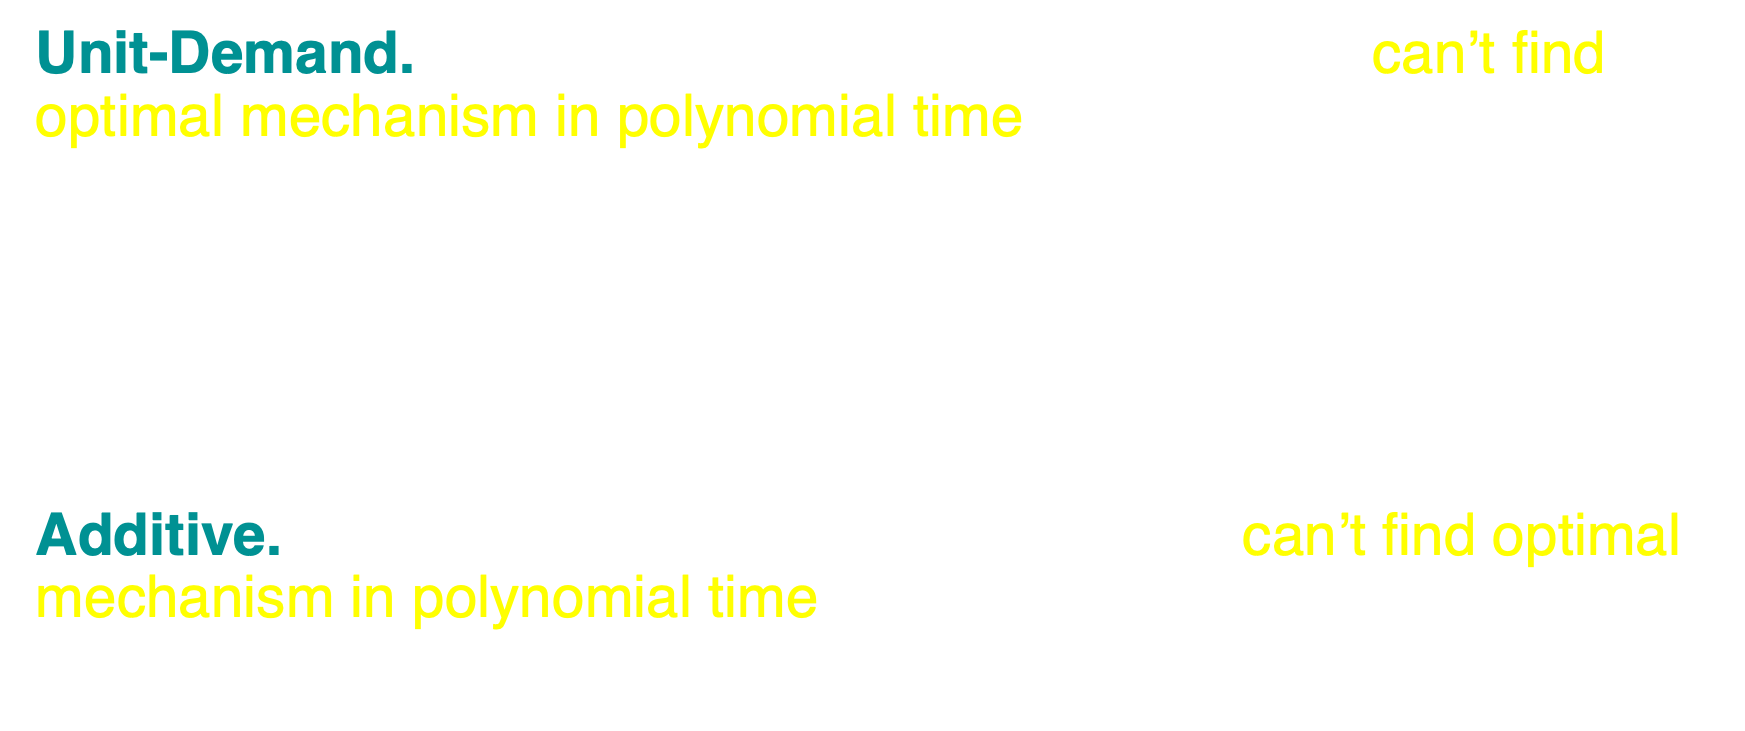 Unit-Demand. can’t find
optimal mechanism in polynomial time
Additive. can’t find optimal
mechanism in polynomial time